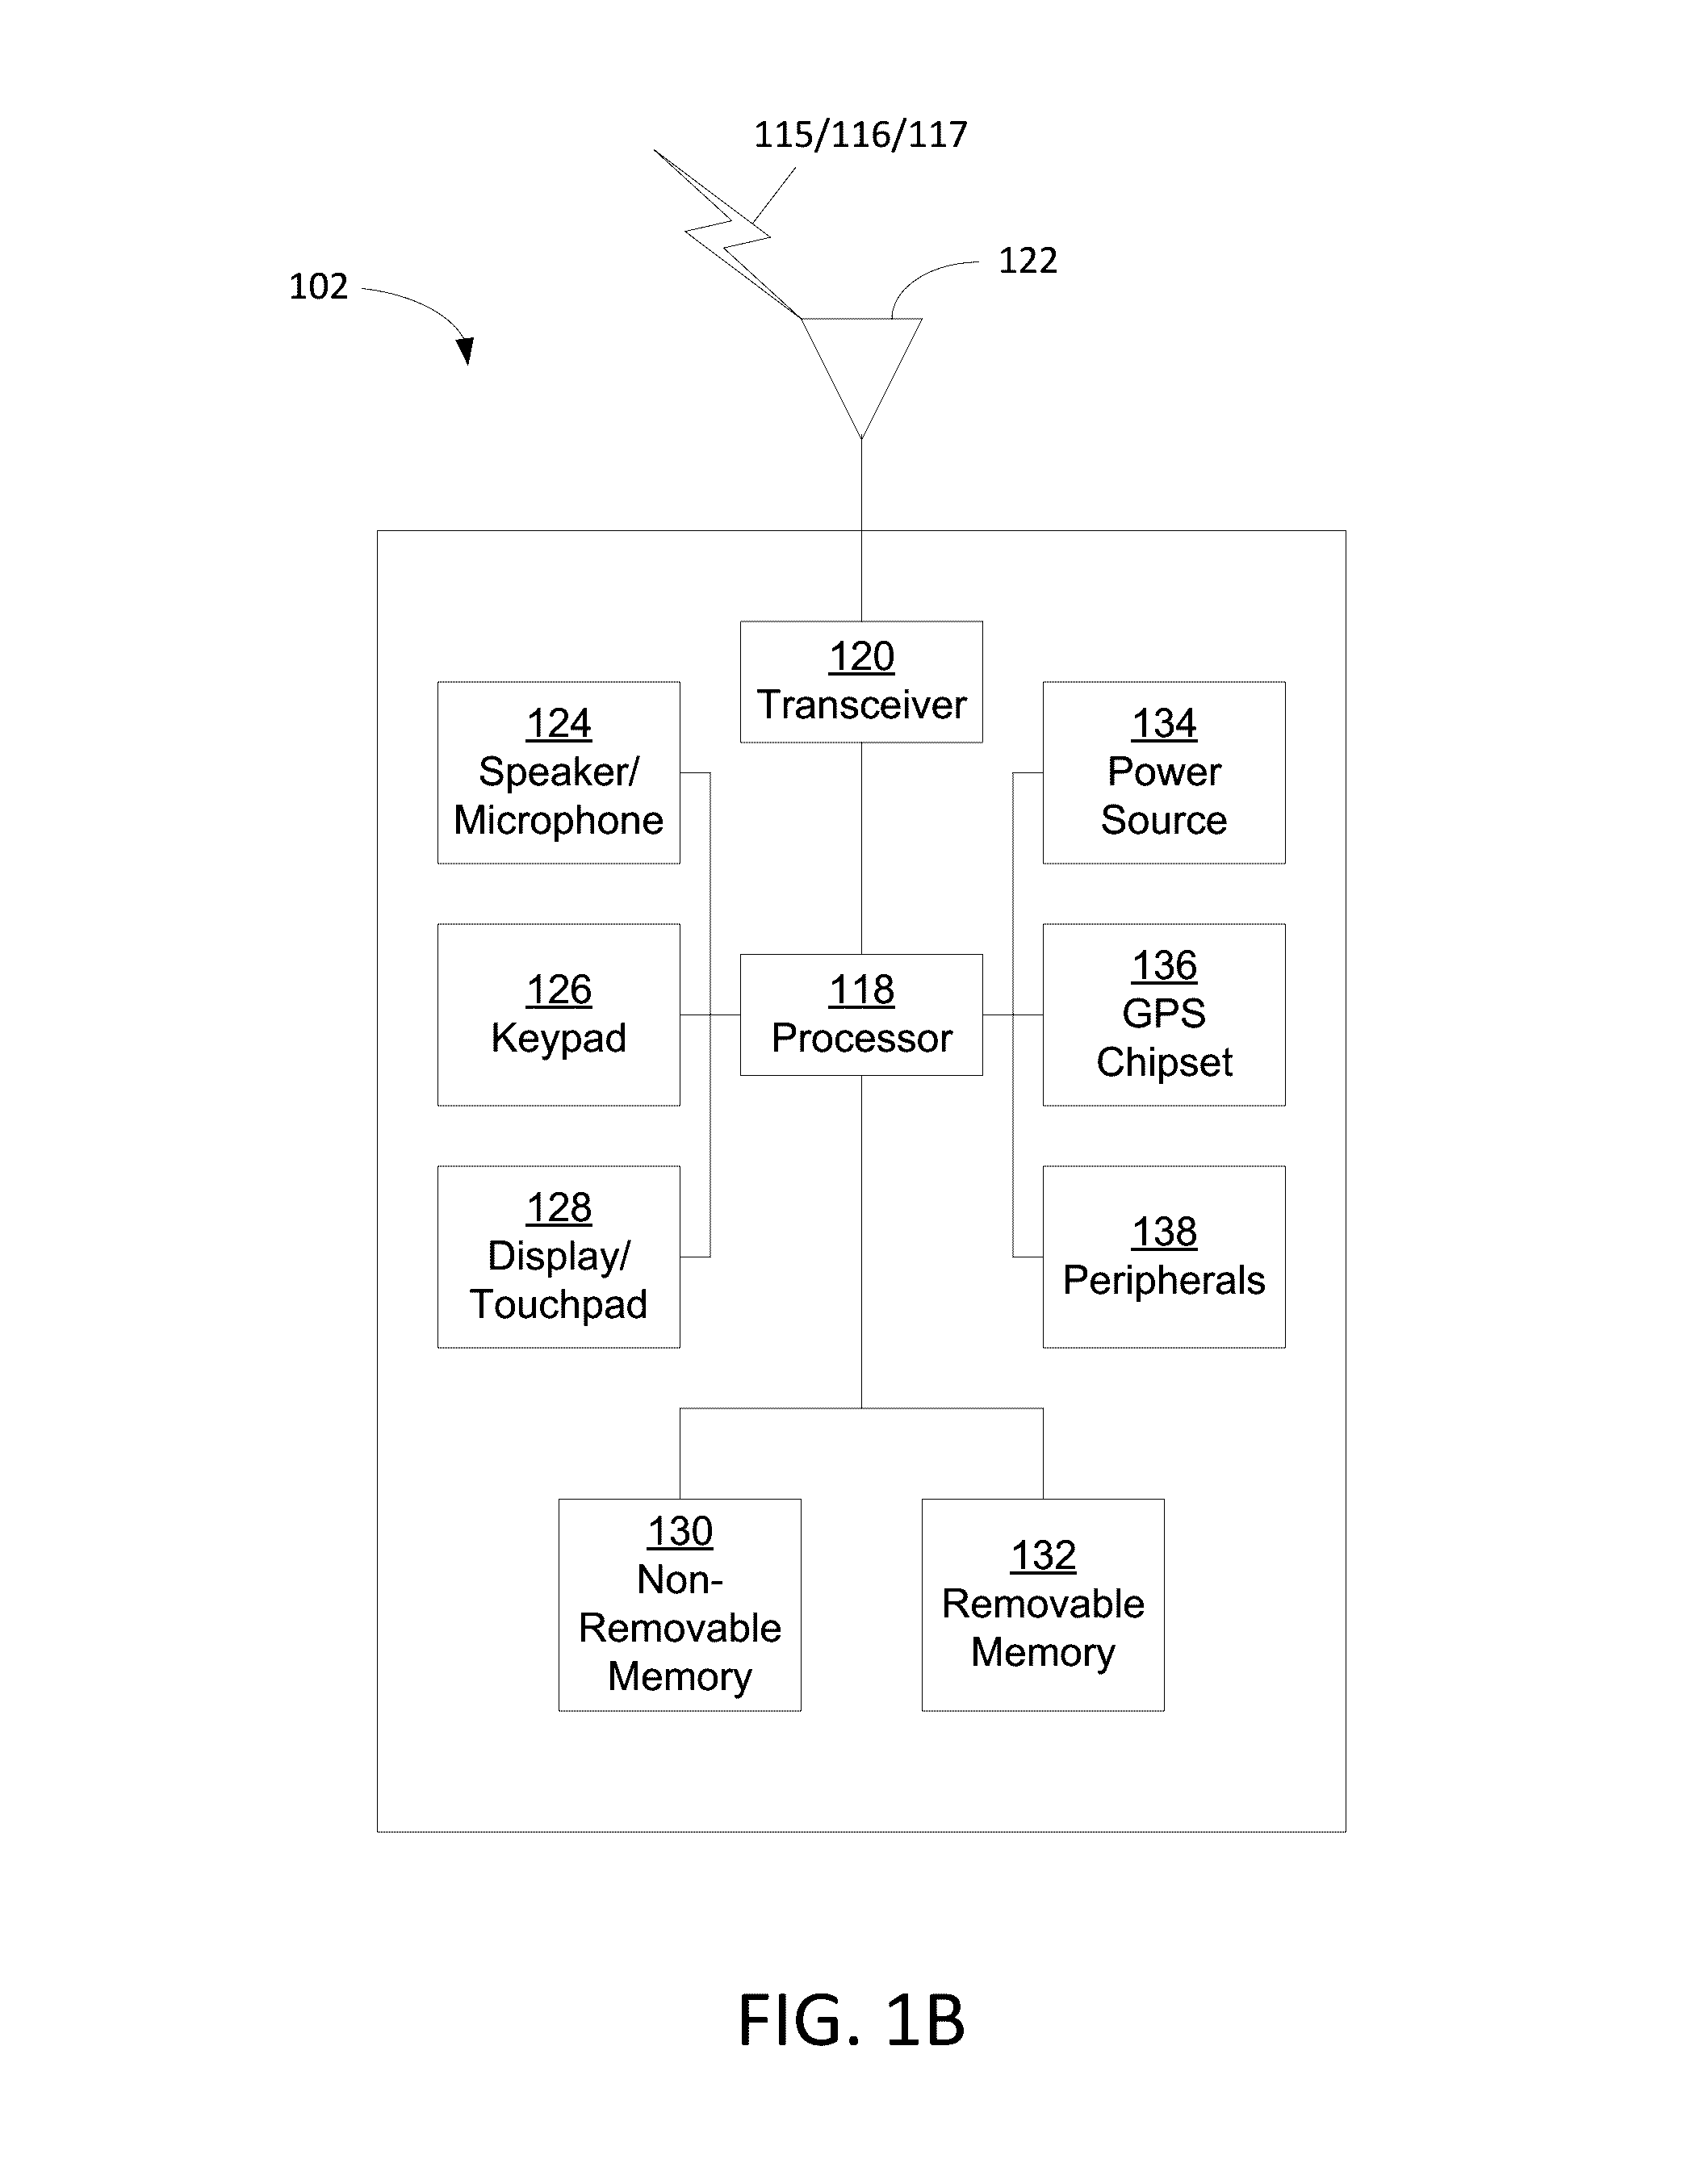 115/116/117
122
102
120
Transceiver
124
Speaker/
Microphone
134
Power
Source
126
Keypad
118
Processor
136
GPS
Chipset
128
Display/
Touchpad
138
Peripherals
130
Non-
Removable
Memory
132
Removable
Memory
FIG. 1B